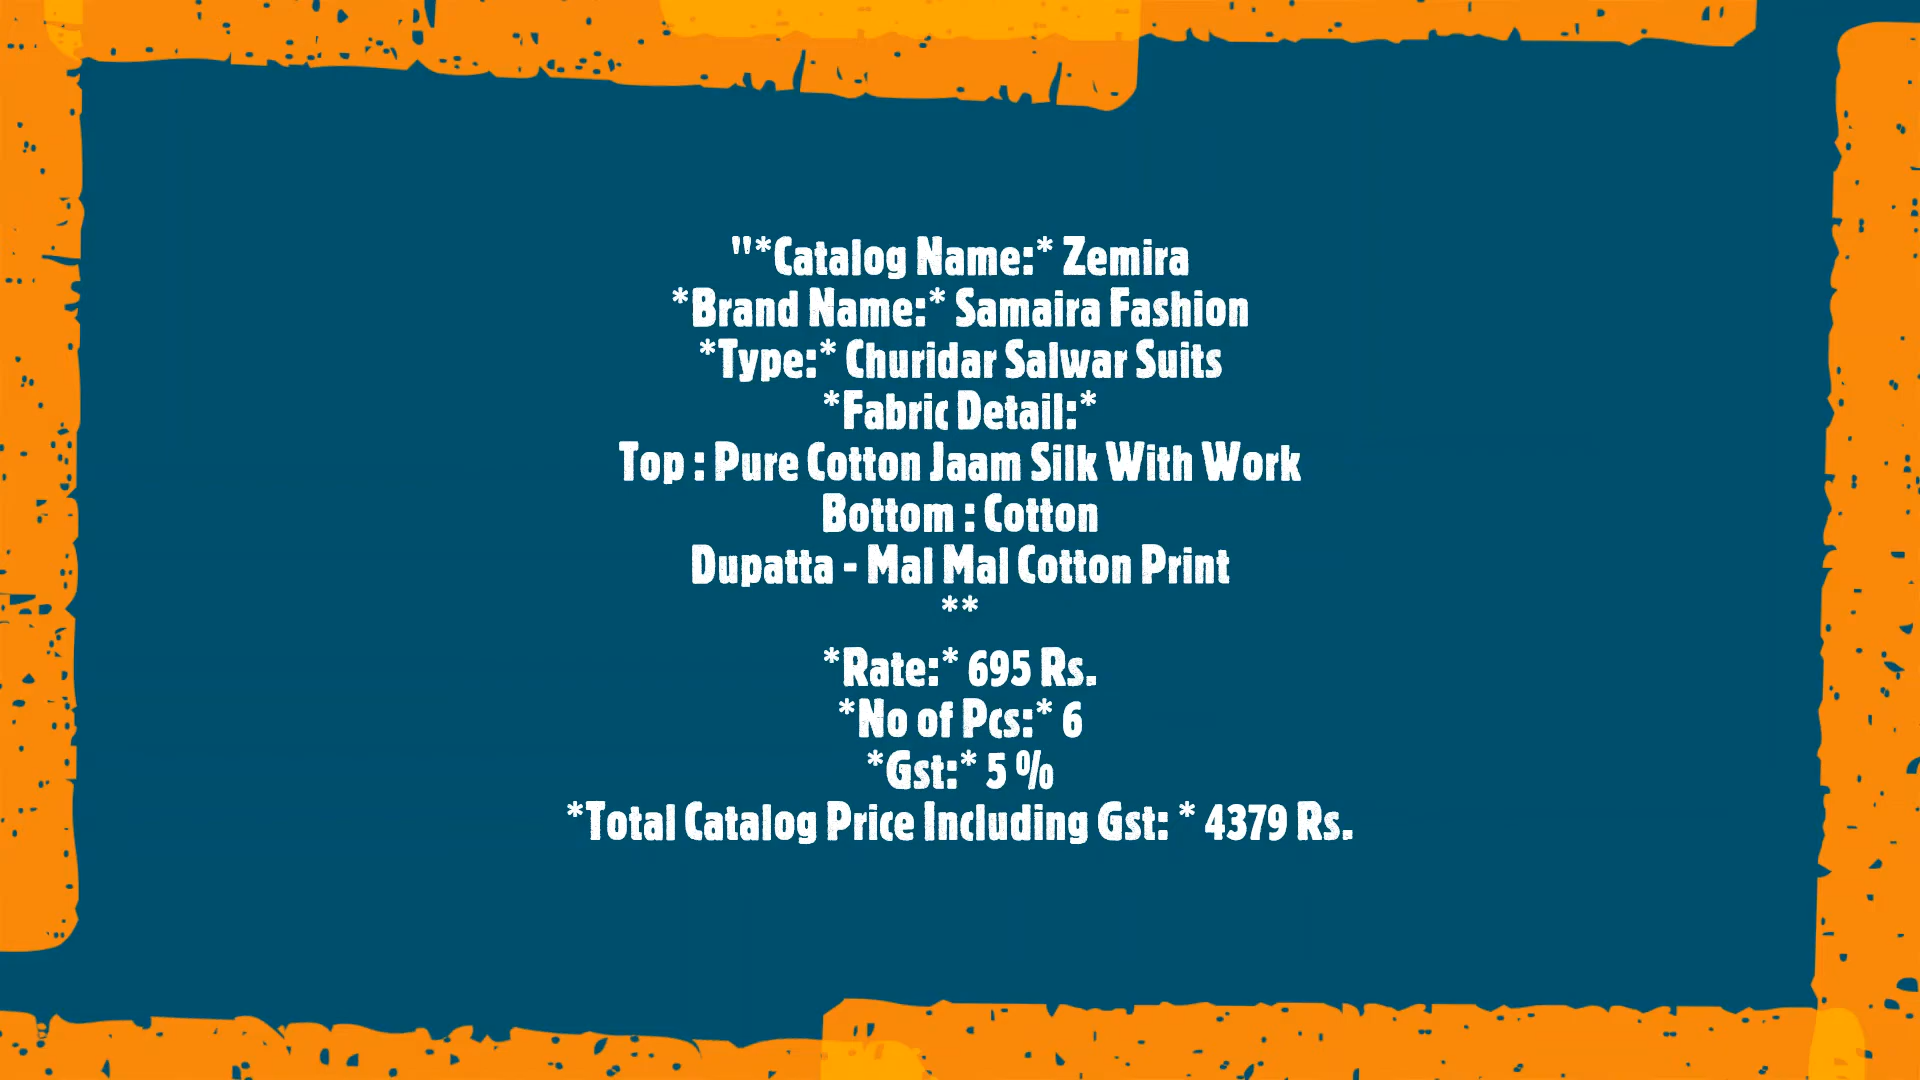 "*Catalog Name:* Zemira
*Brand Name:* Samaira Fashion
*Type:* Churidar Salwar Suits
*Fabric Detail:*
Top : Pure Cotton Jaam Silk With Work
Bottom : Cotton
Dupatta - Mal Mal Cotton Print
**
*Rate:* 695 Rs.
*No of Pcs:* 6
*Gst:* 5 %
*Total Catalog Price Including Gst: * 4379 Rs.